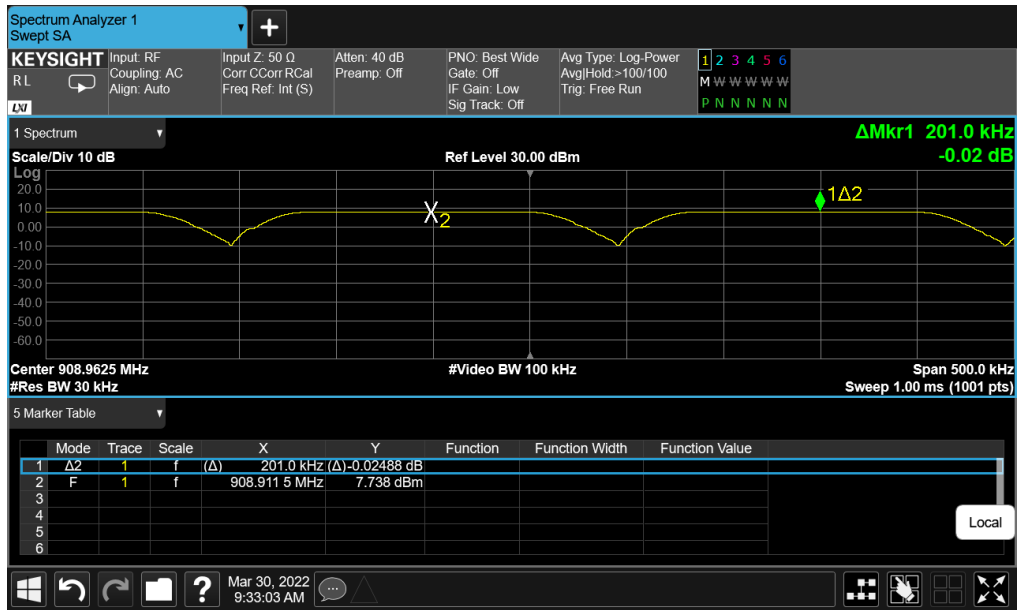 Spectrum Analyzer 1
Swept SA
+
KEYSIGHT Input: RF Input Z: 50 Ω Atten: 40 dB PNO: Best Wide Avg Type: Log-Power 1 2 3 4 5 6
R L Coupling: AC Corr CCorr RCal Preamp: Off Gate: Off Avg|Hold:>100/100 M W W W W W
Align: Auto Freq Ref: Int (S) IF Gain: Low Trig: Free Run
LXI Sig Track: Off P N N N N N
1 Spectrum ΔMkr1 201.0 kHz
Scale/Div 10 dB Ref Level 30.00 dBm -0.02 dB
Log
20.0 1Δ2
10.0 X2
0.00
-10.0
-20.0
-30.0
-40.0
-50.0
-60.0
Center 908.9625 MHz #Video BW 100 kHz Span 500.0 kHz
#Res BW 30 kHz Sweep 1.00 ms (1001 pts)
5 Marker Table
Mode Trace Scale X Y Function Function Width Function Value
1 Δ2 1 f (Δ) 201.0 kHz (Δ)-0.02488 dB
2 F 1 f 908.911 5 MHz 7.738 dBm
3
4
5
6
Local
? Mar 30, 2022
9:33:03 AM